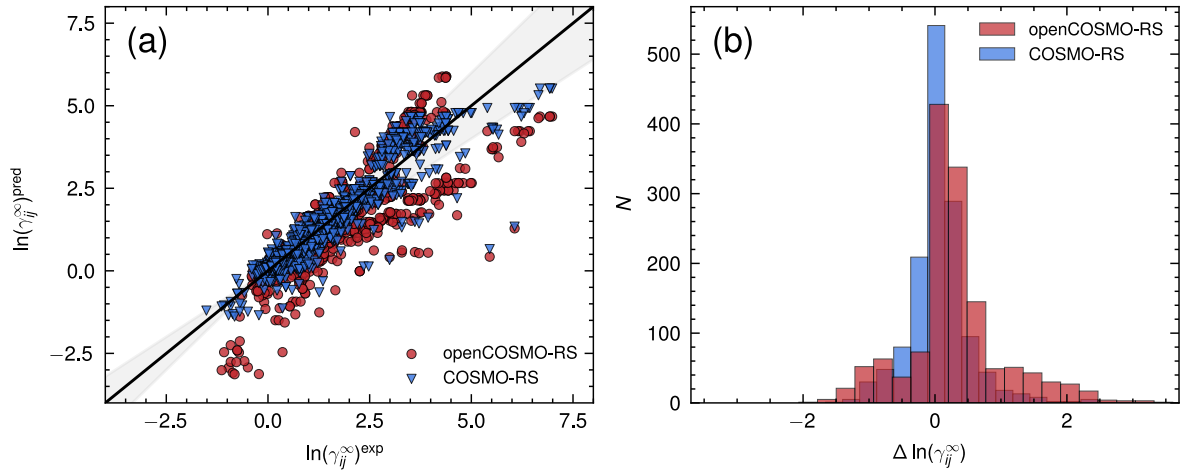 (a)
7.5
5.0
2.5
0.0
−2.5
ln(γ∞ij)pred
−2.5 0.0 2.5 5.0 7.5
ln(γ∞ij)exp
openCOSMO-RS
COSMO-RS
(b)
openCOSMO-RS
COSMO-RS
500
400
300
200
100
0
N
−2 0 2
Δ ln(γ∞ij)